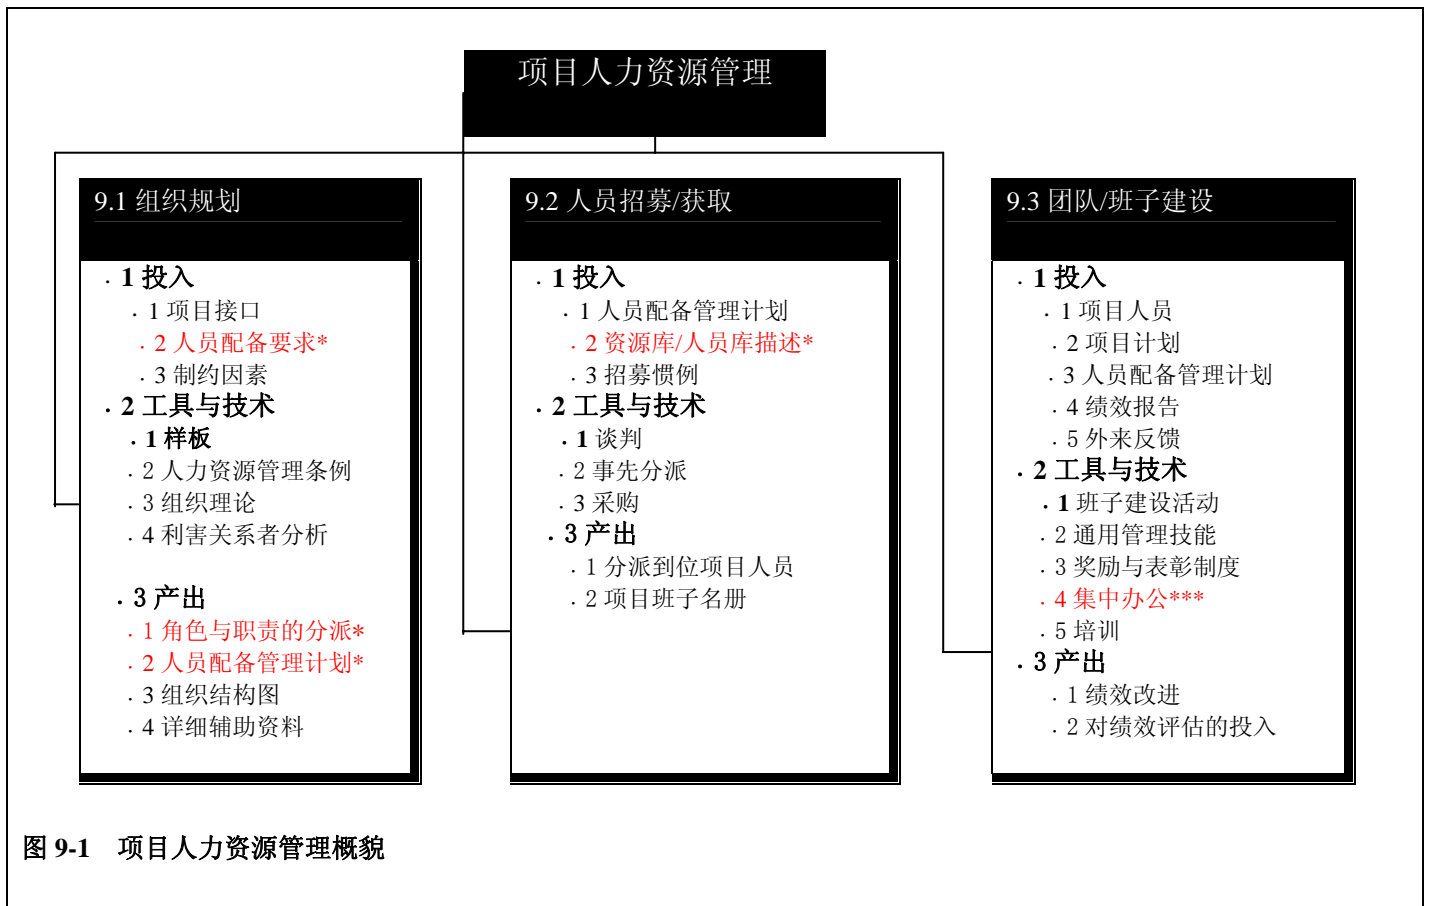 项目人力资源管理
9.1 组织规划
. 1 投入
. 1 项目接口
. 2 人员配备要求*
. 3 制约因素
. 2 工具与技术
. 1 样板
. 2 人力资源管理条例
. 3 组织理论
. 4 利害关系者分析
. 3 产出
. 1 角色与职责的分派*
. 2 人员配备管理计划*
. 3 组织结构图
. 4 详细辅助资料
9.2 人员招募/获取
. 1 投入
. 1 人员配备管理计划
. 2 资源库/人员库描述*
. 3 招募惯例
. 2 工具与技术
. 1 谈判
. 2 事先分派
. 3 采购
. 3 产出
. 1 分派到位项目人员
. 2 项目班子名册
9.3 团队/班子建设
. 1 投入
. 1 项目人员
. 2 项目计划
. 3 人员配备管理计划
. 4 绩效报告
. 5 外来反馈
. 2 工具与技术
. 1 班子建设活动
. 2 通用管理技能
. 3 奖励与表彰制度
. 4 集中办公***
. 5 培训
. 3 产出
. 1 绩效改进
. 2 对绩效评估的投入
图 9-1 项目人力资源管理概貌